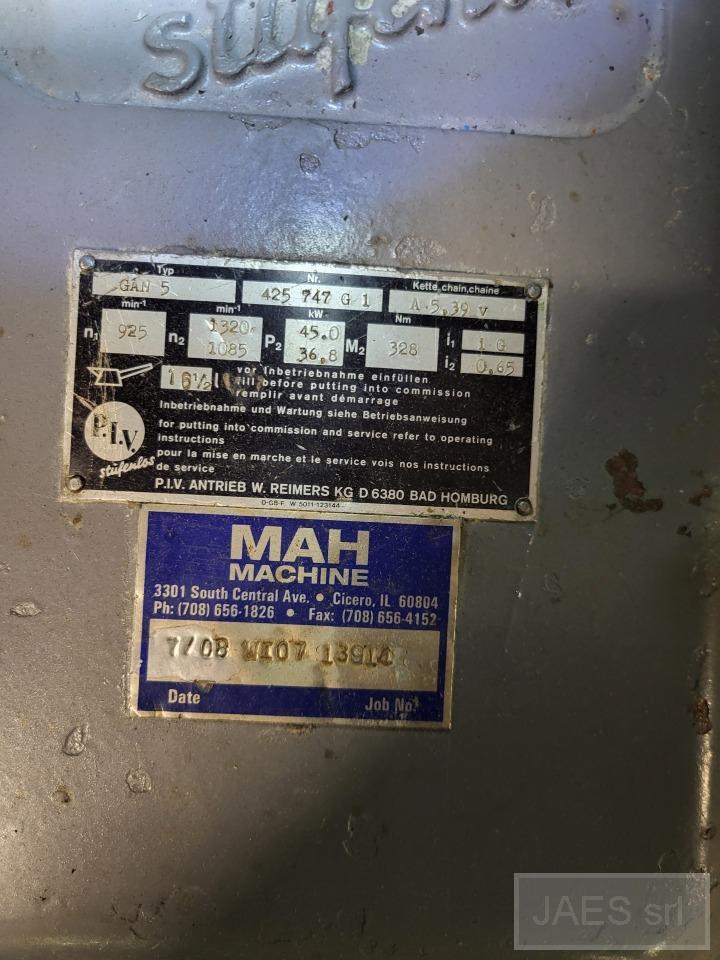 stufenlos
Typ Nr. Kette, chain, chaine
GAN 5 425 747 G 1 A 5,39 v
min-¹ min-¹ kW Nm
n₁ 925 n₂ 1320 1085 P₂ 45.0 36,8 M₂ 328 i₁ 1 G i₂ 0,65
16½ l vor Inbetriebnahme einfüllen
fill before putting into commission
remplir avant démarrage
Inbetriebnahme und Wartung siehe Betriebsanweisung
for putting into commission and service refer to operating
instructions
pour la mise en marche et le service vois nos instructions
de service
P.I.V.
stufenlos
P.I.V. ANTRIEB W. REIMERS KG D 6380 BAD HOMBURG
D-GB-F W 5011-123144
MAH
MACHINE
3301 South Central Ave. • Cicero, IL 60804
Ph: (708) 656-1826 • Fax: (708) 656-4152
7/08 WI07 13914
Date Job No.
JAES srl